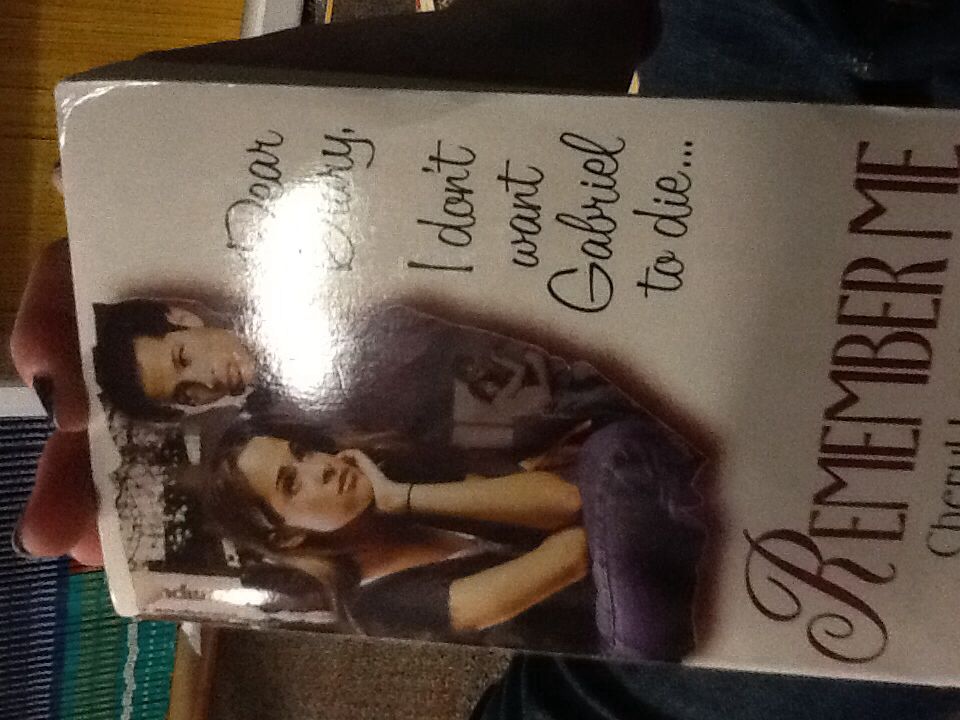 Dear
Diary,
I don't
want
Gabriel
to die...
REMEMBER ME